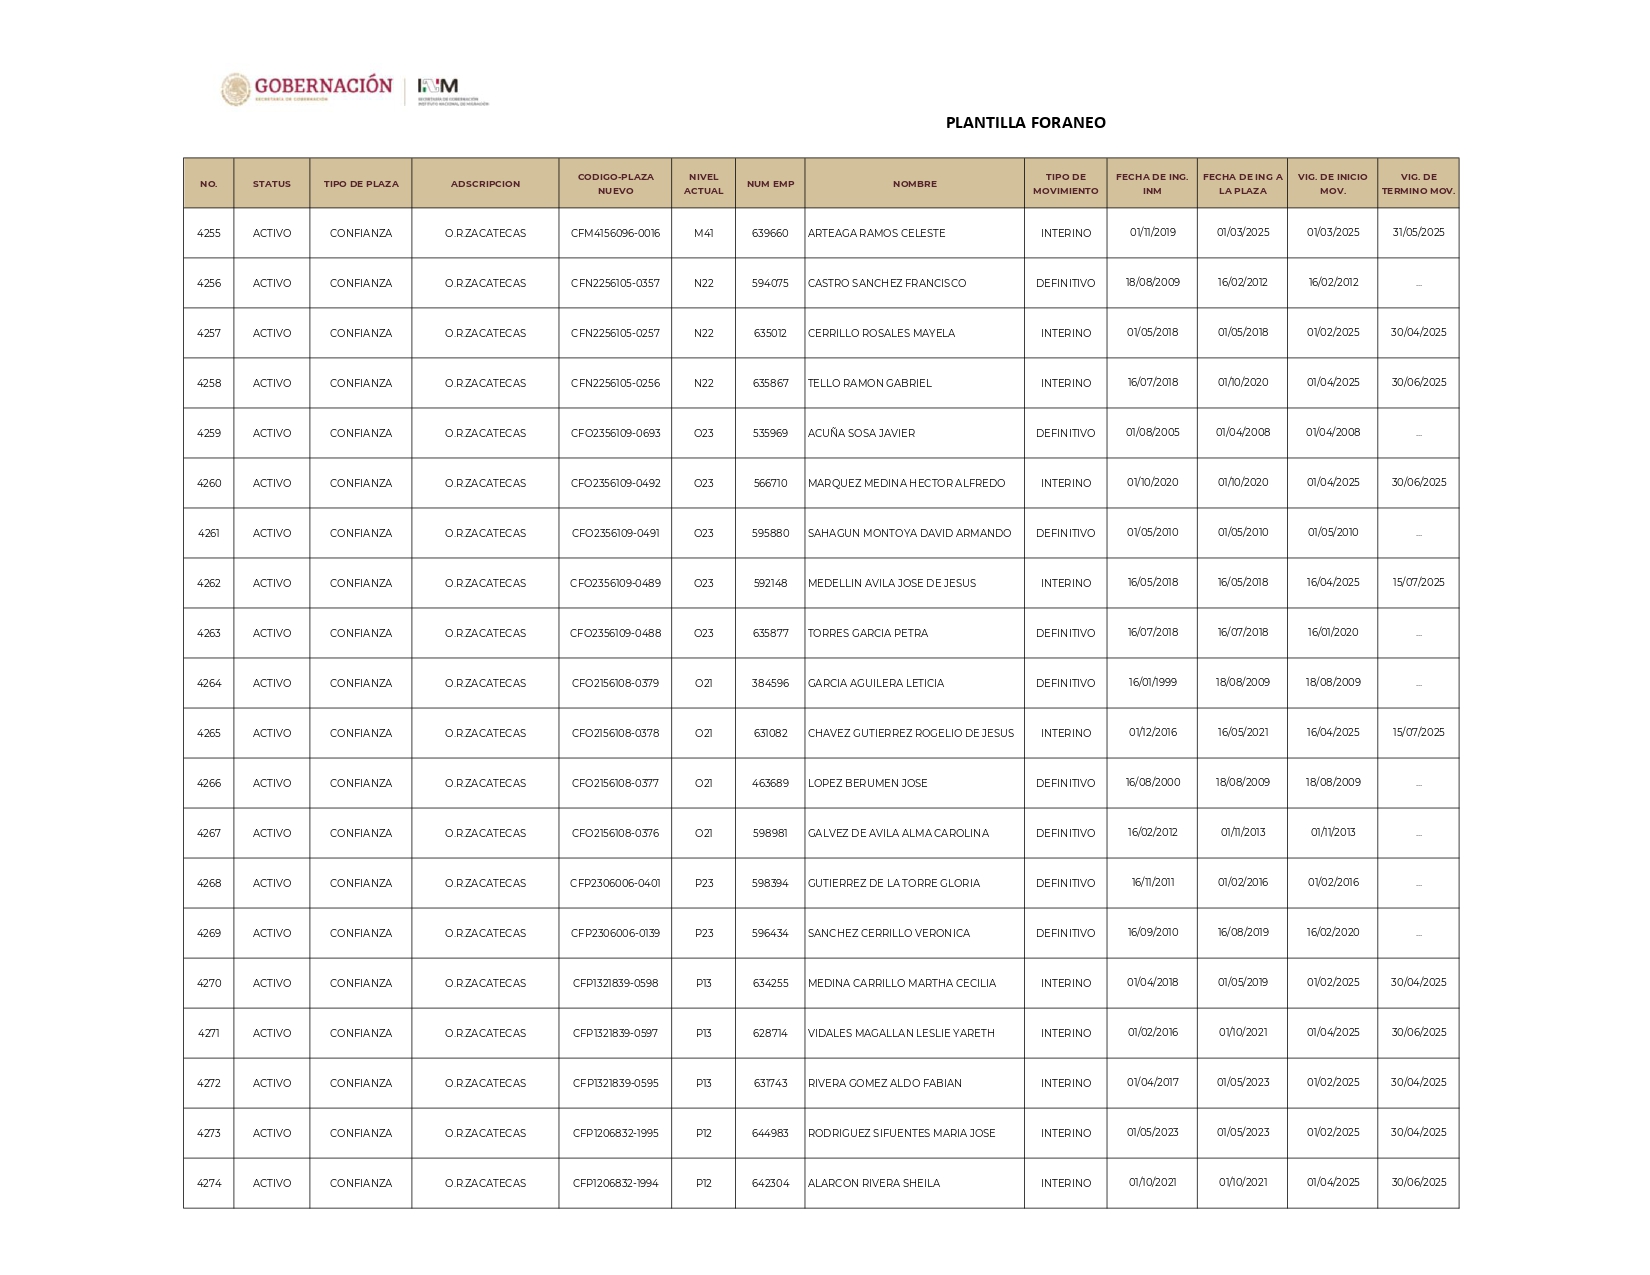 GOBERNACIÓN
SECRETARÍA DE GOBERNACIÓN
INM
SECRETARÍA DE GOBERNACIÓN
INSTITUTO NACIONAL DE MIGRACIÓN
PLANTILLA FORANEO
NO. STATUS TIPO DE PLAZA ADSCRIPCION CODIGO-PLAZA NUEVO NIVEL ACTUAL NUM EMP NOMBRE TIPO DE MOVIMIENTO FECHA DE ING. INM FECHA DE ING A LA PLAZA VIG. DE INICIO MOV. VIG. DE TERMINO MOV.
4255 ACTIVO CONFIANZA O.R.ZACATECAS CFM4156096-0016 M41 639660 ARTEAGA RAMOS CELESTE INTERINO 01/11/2019 01/03/2025 01/03/2025 31/05/2025
4256 ACTIVO CONFIANZA O.R.ZACATECAS CFN2256105-0357 N22 594075 CASTRO SANCHEZ FRANCISCO DEFINITIVO 18/08/2009 16/02/2012 16/02/2012 ...
4257 ACTIVO CONFIANZA O.R.ZACATECAS CFN2256105-0257 N22 635012 CERRILLO ROSALES MAYELA INTERINO 01/05/2018 01/05/2018 01/02/2025 30/04/2025
4258 ACTIVO CONFIANZA O.R.ZACATECAS CFN2256105-0256 N22 635867 TELLO RAMON GABRIEL INTERINO 16/07/2018 01/10/2020 01/04/2025 30/06/2025
4259 ACTIVO CONFIANZA O.R.ZACATECAS CFO2356109-0693 O23 535969 ACUÑA SOSA JAVIER DEFINITIVO 01/08/2005 01/04/2008 01/04/2008 ...
4260 ACTIVO CONFIANZA O.R.ZACATECAS CFO2356109-0492 O23 566710 MARQUEZ MEDINA HECTOR ALFREDO INTERINO 01/10/2020 01/10/2020 01/04/2025 30/06/2025
4261 ACTIVO CONFIANZA O.R.ZACATECAS CFO2356109-0491 O23 595880 SAHAGUN MONTOYA DAVID ARMANDO DEFINITIVO 01/05/2010 01/05/2010 01/05/2010 ...
4262 ACTIVO CONFIANZA O.R.ZACATECAS CFO2356109-0489 O23 592148 MEDELLIN AVILA JOSE DE JESUS INTERINO 16/05/2018 16/05/2018 16/04/2025 15/07/2025
4263 ACTIVO CONFIANZA O.R.ZACATECAS CFO2356109-0488 O23 635877 TORRES GARCIA PETRA DEFINITIVO 16/07/2018 16/07/2018 16/01/2020 ...
4264 ACTIVO CONFIANZA O.R.ZACATECAS CFO2156108-0379 O21 384596 GARCIA AGUILERA LETICIA DEFINITIVO 16/01/1999 18/08/2009 18/08/2009 ...
4265 ACTIVO CONFIANZA O.R.ZACATECAS CFO2156108-0378 O21 631082 CHAVEZ GUTIERREZ ROGELIO DE JESUS INTERINO 01/12/2016 16/05/2021 16/04/2025 15/07/2025
4266 ACTIVO CONFIANZA O.R.ZACATECAS CFO2156108-0377 O21 463689 LOPEZ BERUMEN JOSE DEFINITIVO 16/08/2000 18/08/2009 18/08/2009 ...
4267 ACTIVO CONFIANZA O.R.ZACATECAS CFO2156108-0376 O21 598981 GALVEZ DE AVILA ALMA CAROLINA DEFINITIVO 16/02/2012 01/11/2013 01/11/2013 ...
4268 ACTIVO CONFIANZA O.R.ZACATECAS CFP2306006-0401 P23 598394 GUTIERREZ DE LA TORRE GLORIA DEFINITIVO 16/11/2011 01/02/2016 01/02/2016 ...
4269 ACTIVO CONFIANZA O.R.ZACATECAS CFP2306006-0139 P23 596434 SANCHEZ CERRILLO VERONICA DEFINITIVO 16/09/2010 16/08/2019 16/02/2020 ...
4270 ACTIVO CONFIANZA O.R.ZACATECAS CFP1321839-0598 P13 634255 MEDINA CARRILLO MARTHA CECILIA INTERINO 01/04/2018 01/05/2019 01/02/2025 30/04/2025
4271 ACTIVO CONFIANZA O.R.ZACATECAS CFP1321839-0597 P13 628714 VIDALES MAGALLAN LESLIE YARETH INTERINO 01/02/2016 01/10/2021 01/04/2025 30/06/2025
4272 ACTIVO CONFIANZA O.R.ZACATECAS CFP1321839-0595 P13 631743 RIVERA GOMEZ ALDO FABIAN INTERINO 01/04/2017 01/05/2023 01/02/2025 30/04/2025
4273 ACTIVO CONFIANZA O.R.ZACATECAS CFP1206832-1995 P12 644983 RODRIGUEZ SIFUENTES MARIA JOSE INTERINO 01/05/2023 01/05/2023 01/02/2025 30/04/2025
4274 ACTIVO CONFIANZA O.R.ZACATECAS CFP1206832-1994 P12 642304 ALARCON RIVERA SHEILA INTERINO 01/10/2021 01/10/2021 01/04/2025 30/06/2025